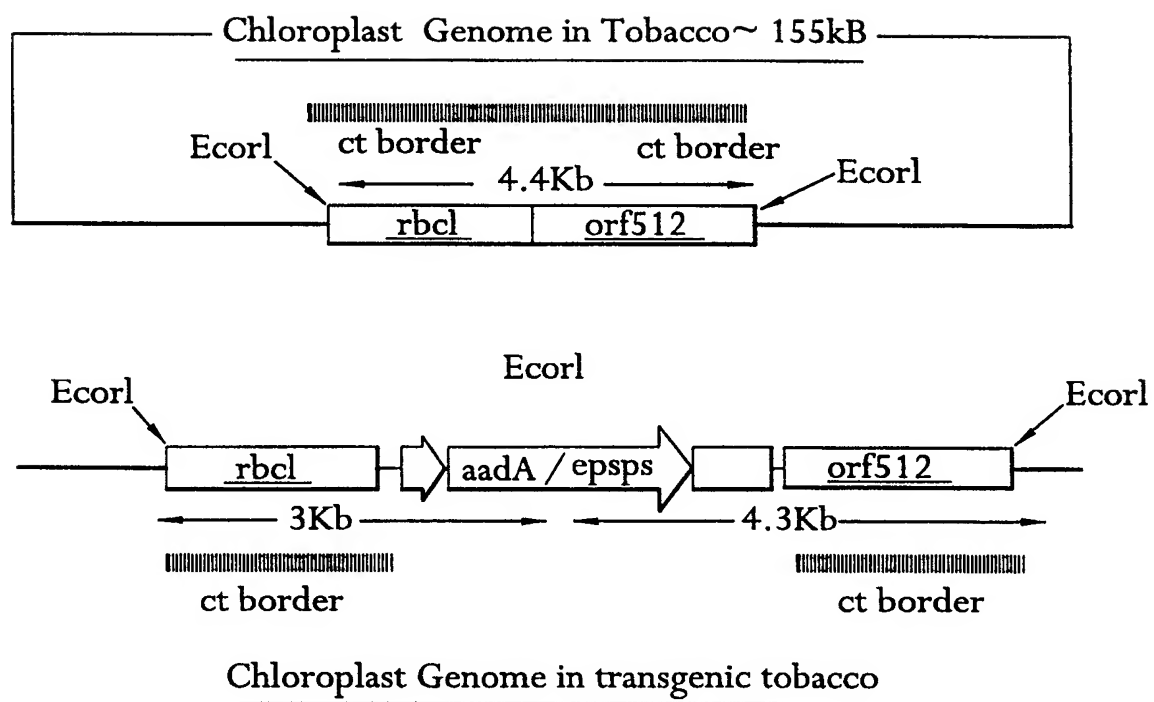 Chloroplast Genome in Tobacco~ 155kB
ct border ct border
Ecorl 4.4Kb Ecorl
rbcl orf512
Ecorl
Ecorl Ecorl
rbcl aadA / epsps orf512
3Kb 4.3Kb
ct border ct border
Chloroplast Genome in transgenic tobacco